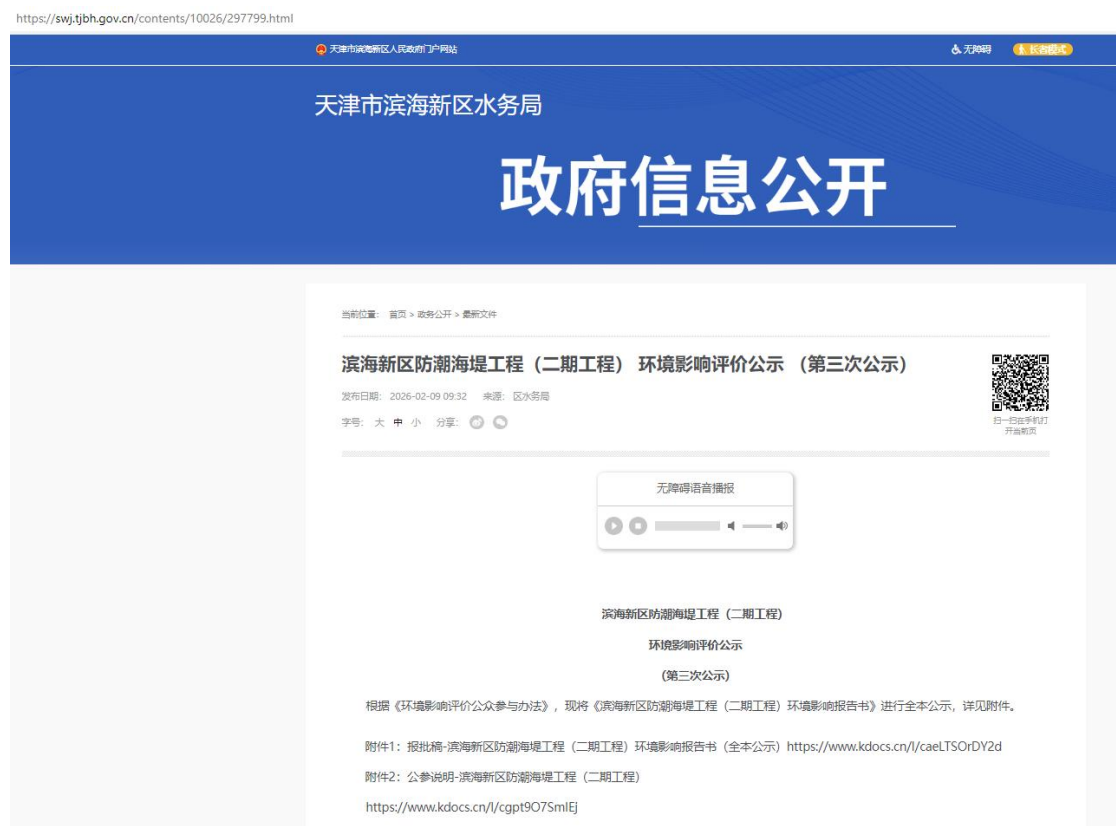 https://swj.tjbh.gov.cn/contents/10026/297799.html
天津市滨海新区人民政府门户网站 无障碍 长者模式
天津市滨海新区水务局
政府信息公开
当前位置： 首页 > 政务公开 > 最新文件
滨海新区防潮海堤工程（二期工程） 环境影响评价公示 （第三次公示）
发布日期： 2026-02-09 09:32 来源： 区水务局
字号： 大 中 小 分享：
扫一扫在手机打
开当前页
无障碍语音播报
滨海新区防潮海堤工程（二期工程）
环境影响评价公示
（第三次公示）
根据《环境影响评价公众参与办法》，现将《滨海新区防潮海堤工程（二期工程）环境影响报告书》进行全本公示，详见附件。
附件1：报批稿-滨海新区防潮海堤工程（二期工程）环境影响报告书（全本公示）https://www.kdocs.cn/l/caeLTSOrDY2d
附件2：公参说明-滨海新区防潮海堤工程（二期工程）
https://www.kdocs.cn/l/cgpt9O7SmlEj